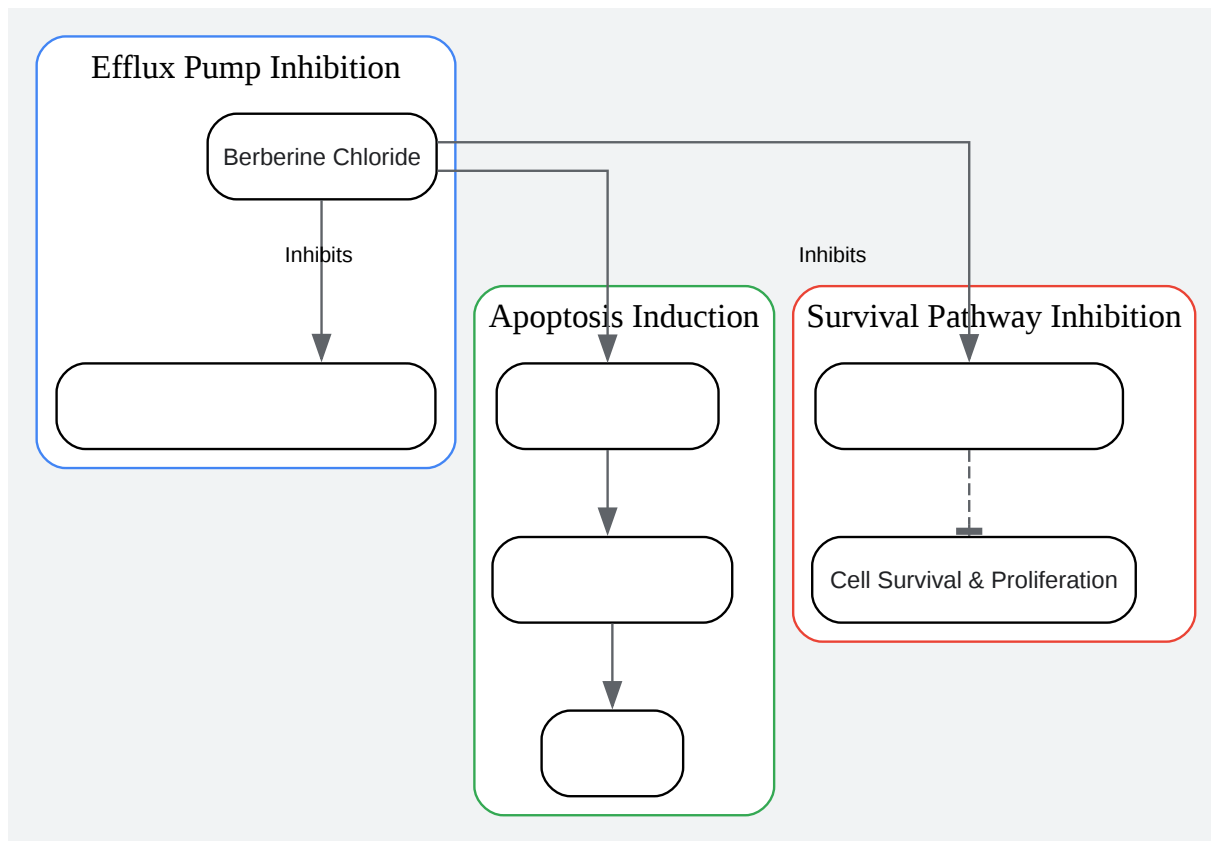 Efflux Pump Inhibition
Berberine Chloride
Inhibits
Inhibits
Apoptosis Induction
Survival Pathway Inhibition
Cell Survival & Proliferation